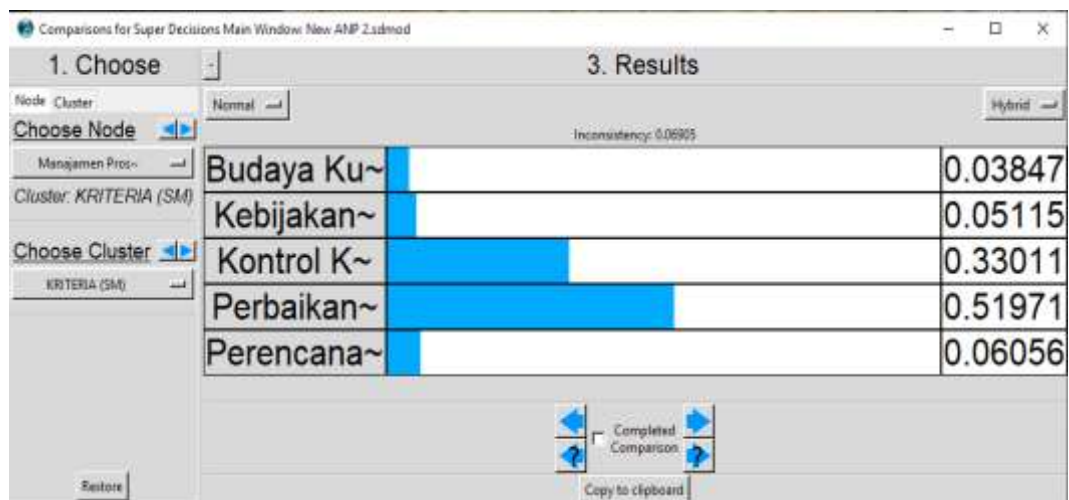 Comparisons for Super Decisions Main Window: New ANP 2.sdmod
1. Choose
Node Cluster
Choose Node
Manajemen Pros~
Cluster: KRITERIA (SM)
Choose Cluster
KRITERIA (SM)
Restore
-
3. Results
Normal
Hybrid
Inconsistency: 0.06905
Budaya Ku~ 0.03847
Kebijakan~ 0.05115
Kontrol K~ 0.33011
Perbaikan~ 0.51971
Perencana~ 0.06056
Completed
Comparison
? ?
Copy to clipboard